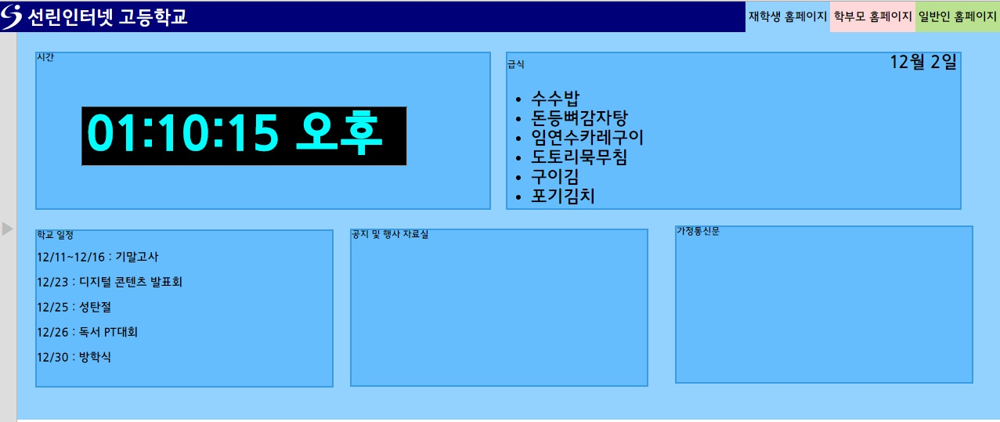 선린인터넷 고등학교
재학생 홈페이지 학부모 홈페이지 일반인 홈페이지
시간
01:10:15 오후
급식
12월 2일
• 수수밥
• 돈등뼈감자탕
• 임연수카레구이
• 도토리묵무침
• 구이김
• 포기김치
학교 일정
12/11~12/16 : 기말고사
12/23 : 디지털 콘텐츠 발표회
12/25 : 성탄절
12/26 : 독서 PT대회
12/30 : 방학식
공지 및 행사 자료실
가정통신문